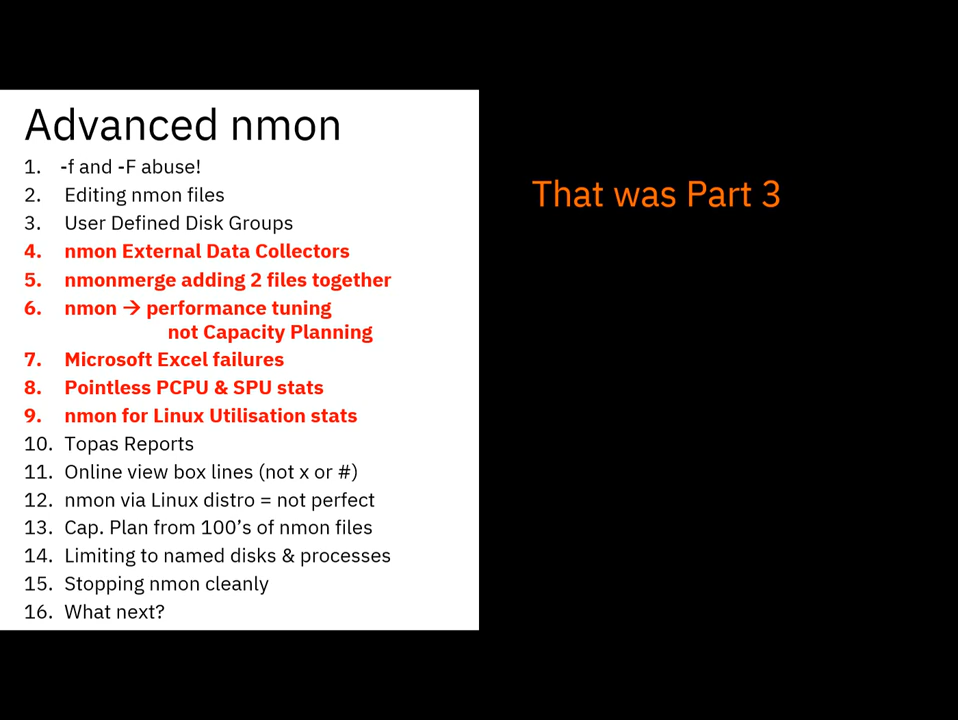 Advanced nmon
1. -f and -F abuse!
2. Editing nmon files
3. User Defined Disk Groups
4. nmon External Data Collectors
5. nmonmerge adding 2 files together
6. nmon → performance tuning
not Capacity Planning
7. Microsoft Excel failures
8. Pointless PCPU & SPU stats
9. nmon for Linux Utilisation stats
10. Topas Reports
11. Online view box lines (not x or #)
12. nmon via Linux distro = not perfect
13. Cap. Plan from 100’s of nmon files
14. Limiting to named disks & processes
15. Stopping nmon cleanly
16. What next?
That was Part 3